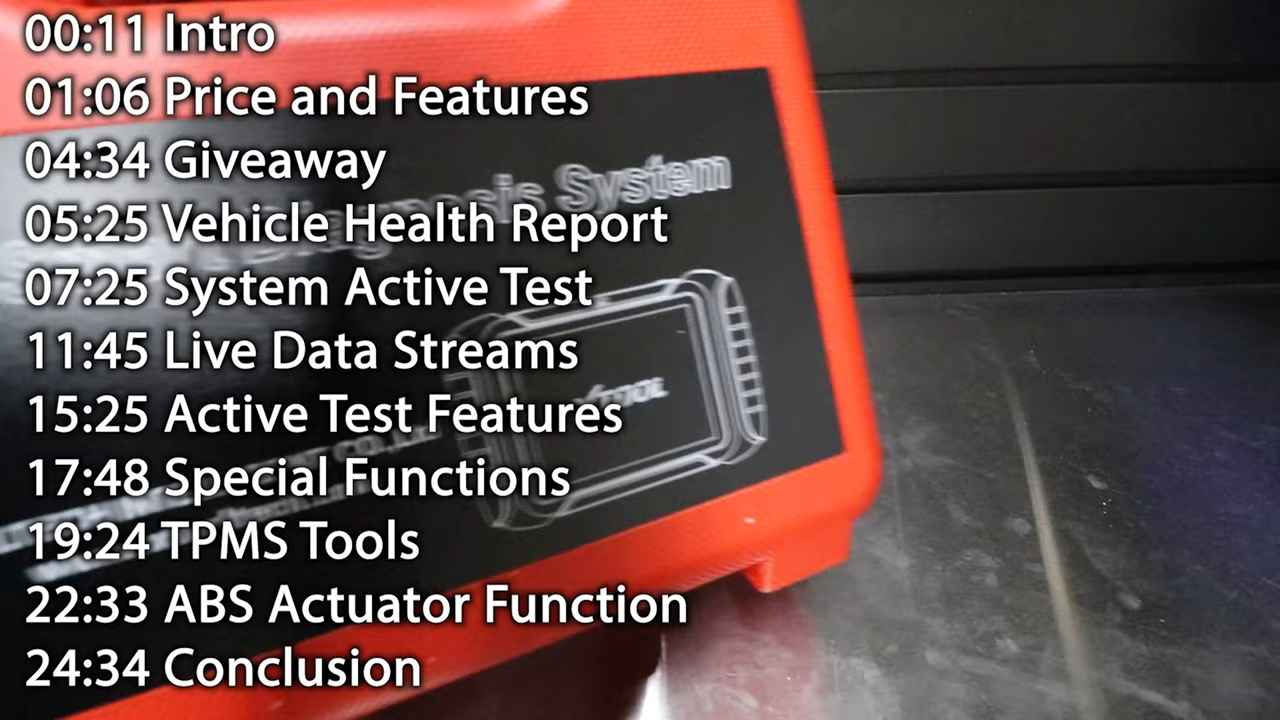 00:11 Intro
01:06 Price and Features
04:34 Giveaway
05:25 Vehicle Health Report
07:25 System Active Test
11:45 Live Data Streams
15:25 Active Test Features
17:48 Special Functions
19:24 TPMS Tools
22:33 ABS Actuator Function
24:34 Conclusion
Diagnosis System